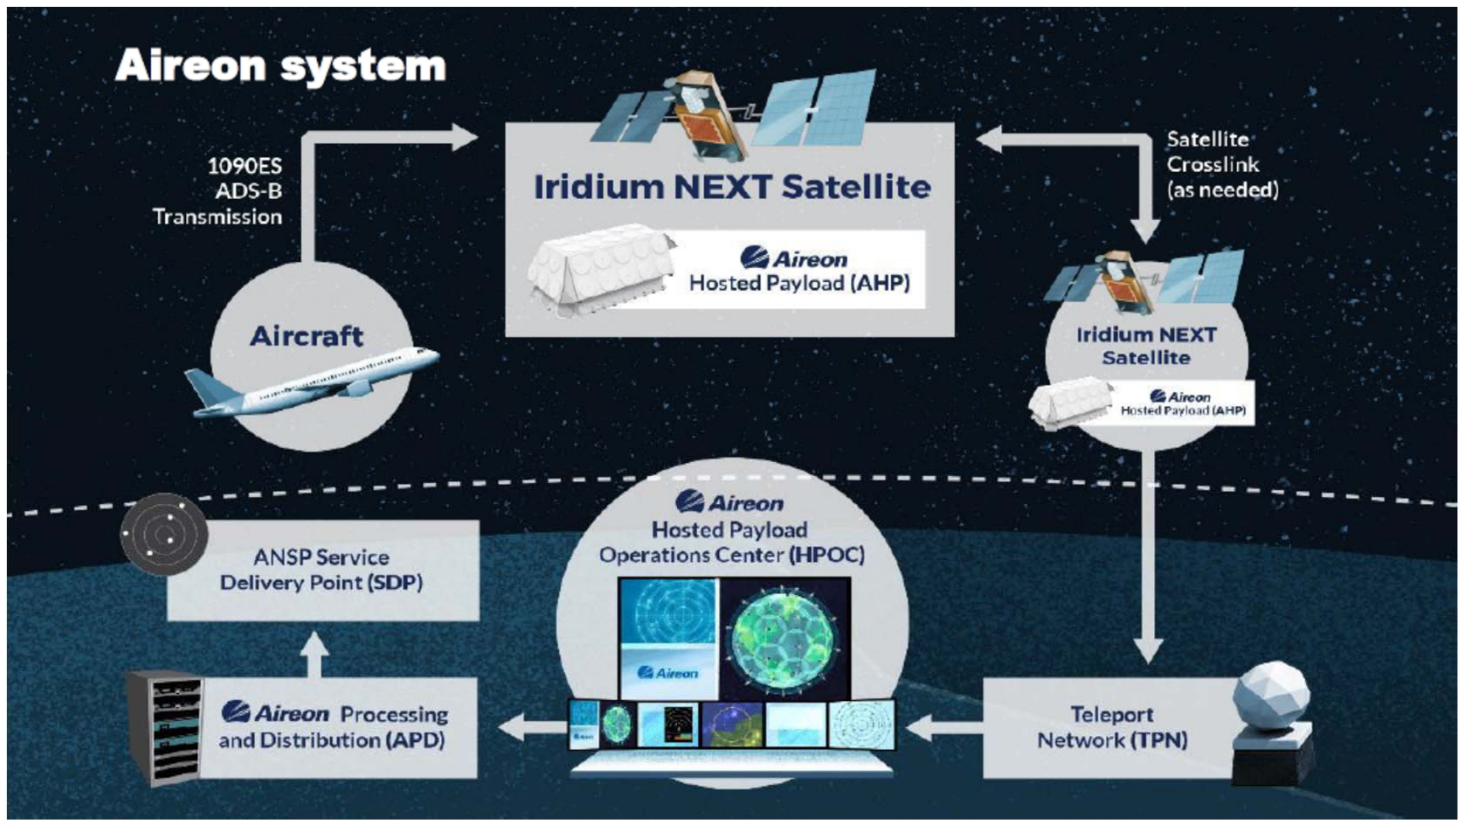 Aireon system
1090ES
ADS-B
Transmission
Iridium NEXT Satellite
Aireon
Hosted Payload (AHP)
Satellite
Crosslink
(as needed)
Aircraft
Iridium NEXT
Satellite
Aireon
Hosted Payload (AHP)
Aireon
Hosted Payload
Operations Center (HPOC)
Aireon
ANSP Service
Delivery Point (SDP)
Aireon Processing
and Distribution (APD)
Teleport
Network (TPN)